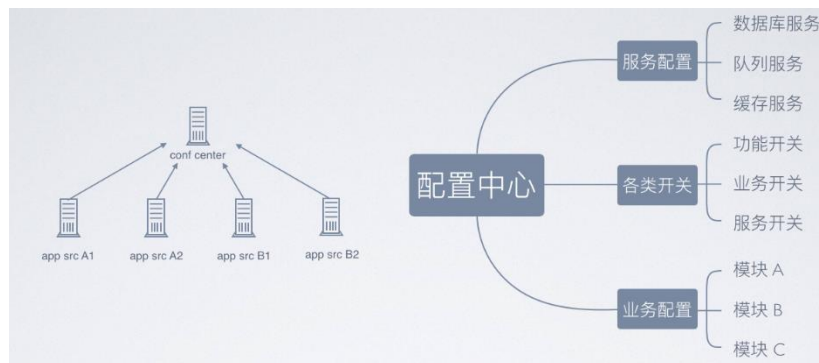 conf center
app src A1
app src A2
app src B1
app src B2
配置中心
服务配置
数据库服务
队列服务
缓存服务
各类开关
功能开关
业务开关
服务开关
业务配置
模块 A
模块 B
模块 C